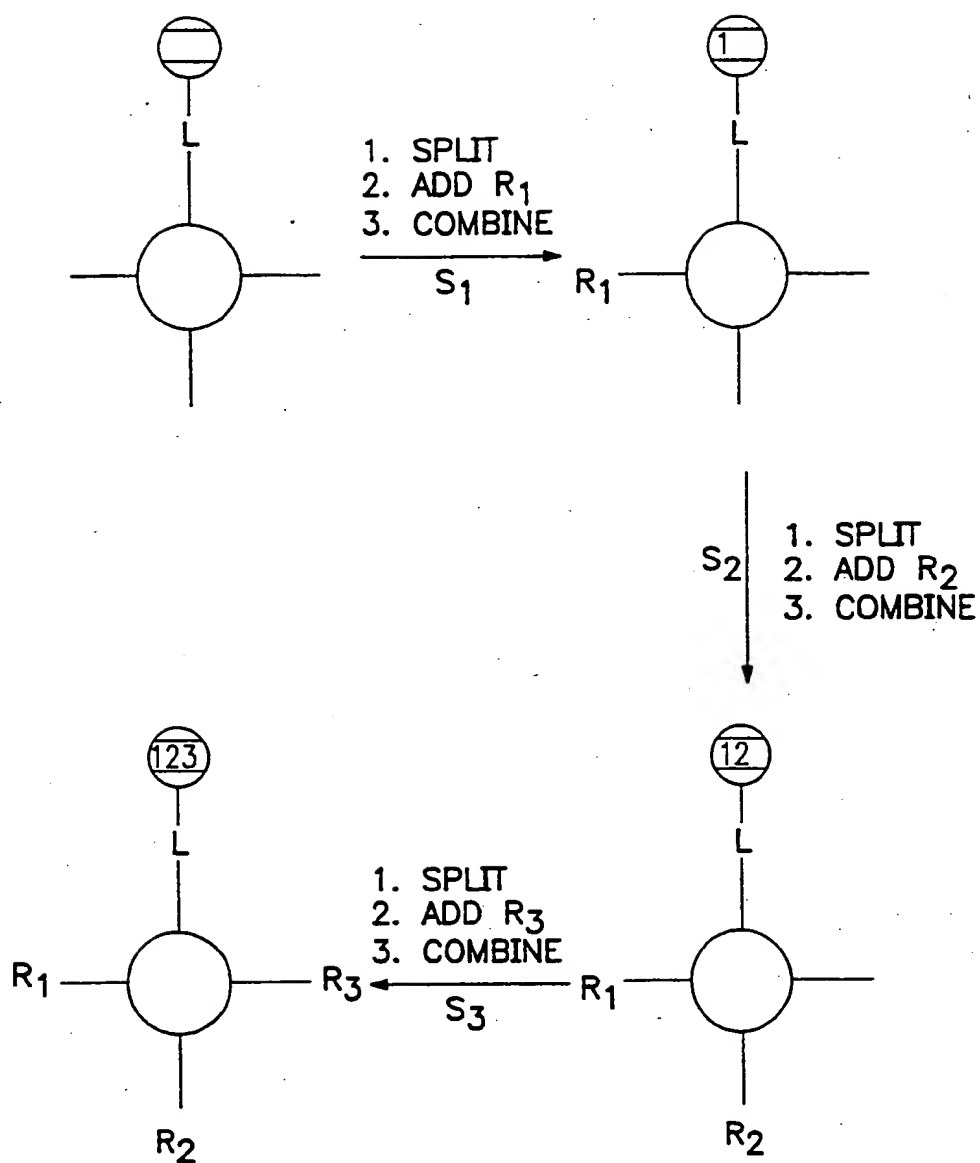 1
L
L
1. SPLIT
2. ADD R₁
3. COMBINE
S₁
R₁
S₂
1. SPLIT
2. ADD R₂
3. COMBINE
123
12
L
L
1. SPLIT
2. ADD R₃
3. COMBINE
R₁
R₃
S₃
R₁
R₂
R₂